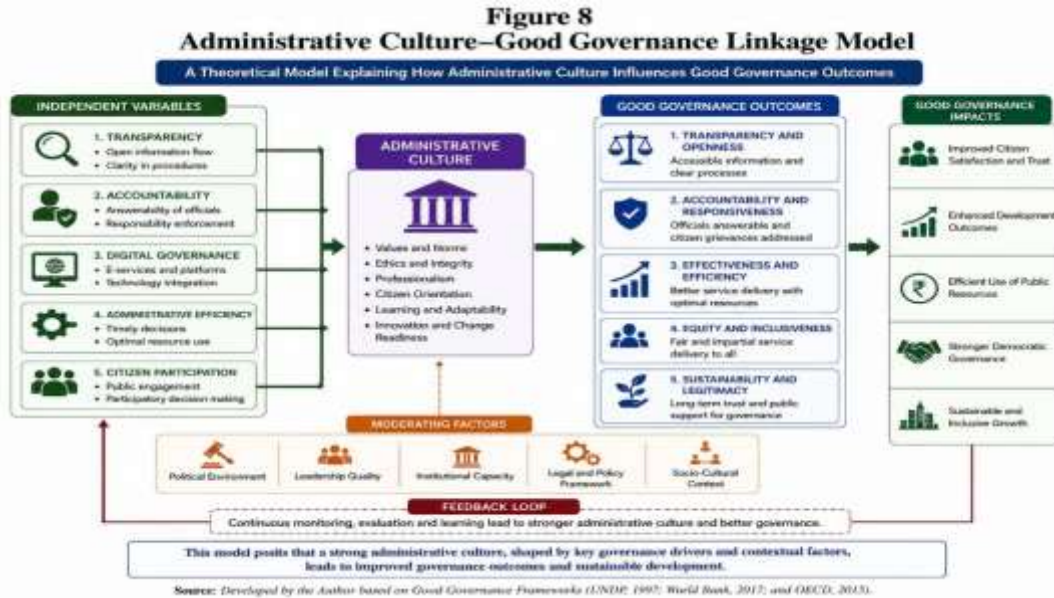 Figure 8
Administrative Culture–Good Governance Linkage Model
A Theoretical Model Explaining How Administrative Culture Influences Good Governance Outcomes
INDEPENDENT VARIABLES
1. TRANSPARENCY
• Open information flow
• Clarity in procedures
2. ACCOUNTABILITY
• Answerability of officials
• Responsibility enforcement
3. DIGITAL GOVERNANCE
• E-services and platforms
• Technology integration
4. ADMINISTRATIVE EFFICIENCY
• Timely decisions
• Optimal resource use
5. CITIZEN PARTICIPATION
• Public engagement
• Participatory decision making
ADMINISTRATIVE
CULTURE
• Values and Norms
• Ethics and Integrity
• Professionalism
• Citizen Orientation
• Learning and Adaptability
• Innovation and Change
Readiness
GOOD GOVERNANCE OUTCOMES
1. TRANSPARENCY AND
OPENNESS
Accessible information and
clear processes
2. ACCOUNTABILITY AND
RESPONSIVENESS
Officials answerable and
citizen grievances addressed
3. EFFECTIVENESS AND
EFFICIENCY
Better service delivery with
optimal resources
4. EQUITY AND INCLUSIVENESS
Fair and impartial service
delivery to all
5. SUSTAINABILITY AND
LEGITIMACY
Long-term trust and public
support for governance
GOOD GOVERNANCE
IMPACTS
Improved Citizen
Satisfaction and Trust
Enhanced Development
Outcomes
₹
Efficient Use of Public
Resources
Stronger Democratic
Governance
Sustainable and
Inclusive Growth
MODERATING FACTORS
Political Environment
Leadership Quality
Institutional Capacity
Legal and Policy
Framework
Socio-Cultural
Context
FEEDBACK LOOP
Continuous monitoring, evaluation and learning lead to stronger administrative culture and better governance.
This model posits that a strong administrative culture, shaped by key governance drivers and contextual factors,
leads to improved governance outcomes and sustainable development.
Source: Developed by the Author based on Good Governance Frameworks (UNDP, 1997; World Bank, 2017; and OECD, 2015).